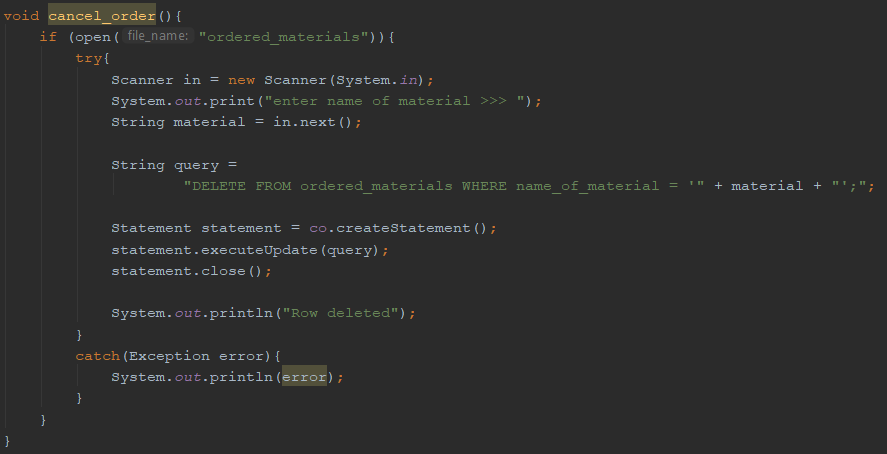 void cancel_order(){
if (open( file_name: "ordered_materials")){
try{
Scanner in = new Scanner(System.in);
System.out.print("enter name of material >>> ");
String material = in.next();
String query =
"DELETE FROM ordered_materials WHERE name_of_material = '" + material + "';";
Statement statement = co.createStatement();
statement.executeUpdate(query);
statement.close();
System.out.println("Row deleted");
}
catch(Exception error){
System.out.println(error);
}
}
}